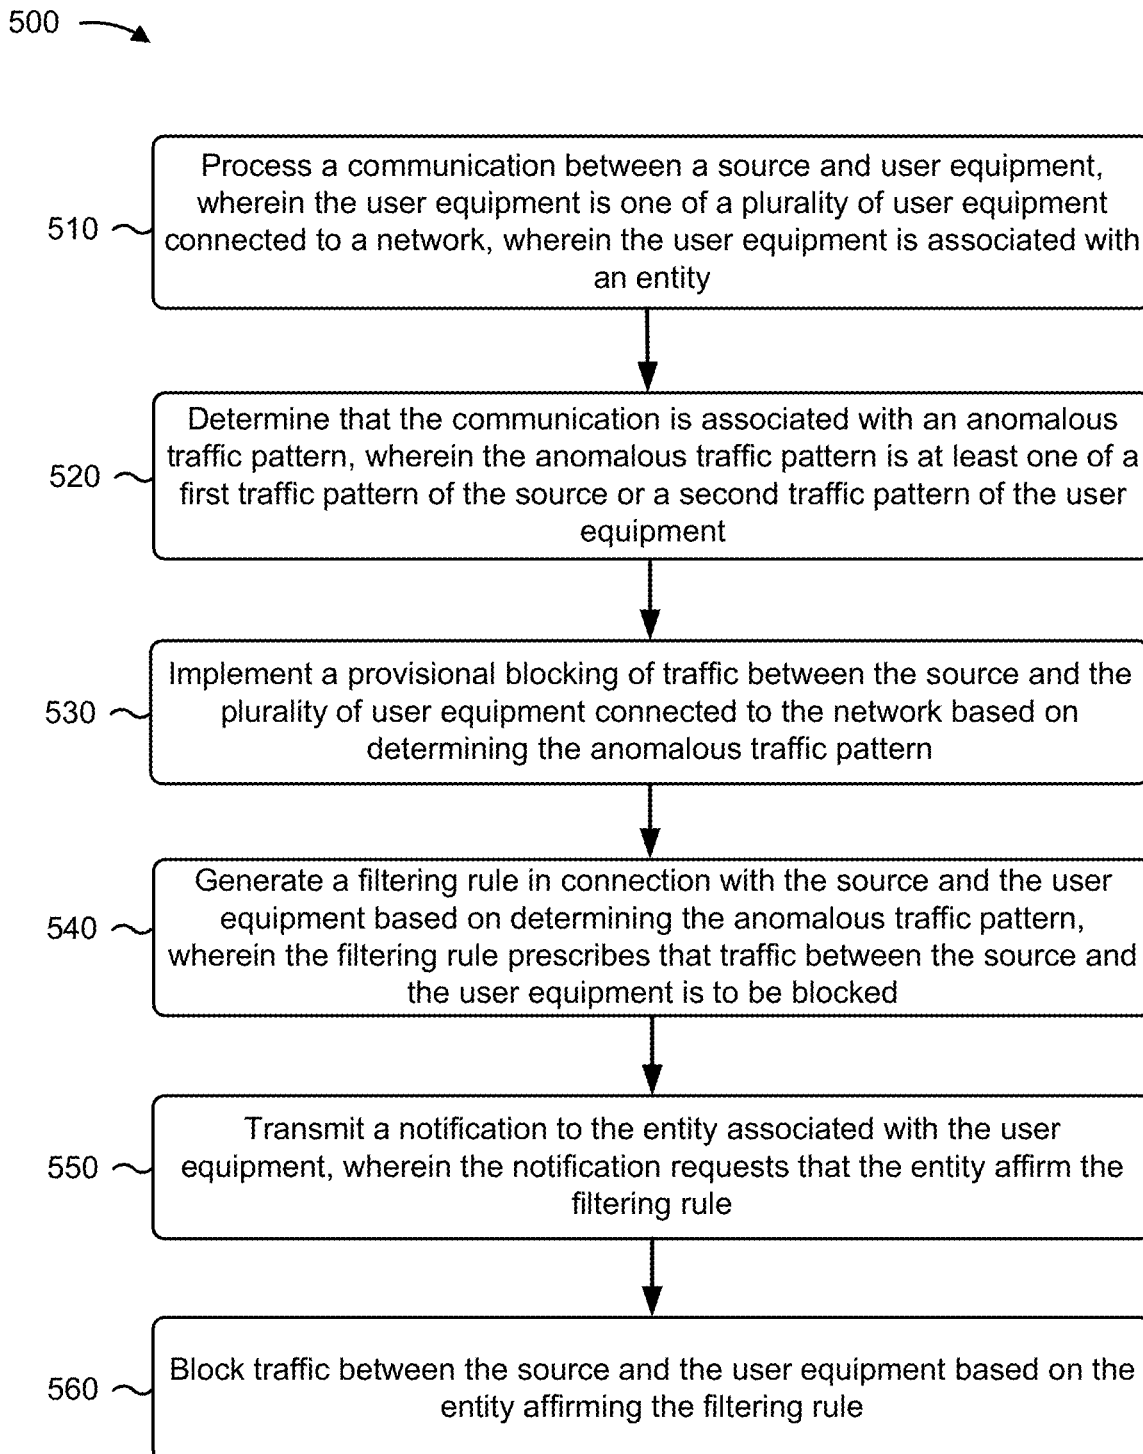 500
Process a communication between a source and user equipment,
wherein the user equipment is one of a plurality of user equipment
510
connected to a network, wherein the user equipment is associated with
an entity
Determine that the communication is associated with an anomalous
traffic pattern, wherein the anomalous traffic pattern is at least one of a
520
first traffic pattern of the source or a second traffic pattern of the user
equipment
Implement a provisional blocking of traffic between the source and the
530
plurality of user equipment connected to the network based on
determining the anomalous traffic pattern
Generate a filtering rule in connection with the source and the user
equipment based on determining the anomalous traffic pattern,
540
wherein the filtering rule prescribes that traffic between the source and
the user equipment is to be blocked
Transmit a notification to the entity associated with the user
550
equipment, wherein the notification requests that the entity affirm the
filtering rule
Block traffic between the source and the user equipment based on the
560
entity affirming the filtering rule